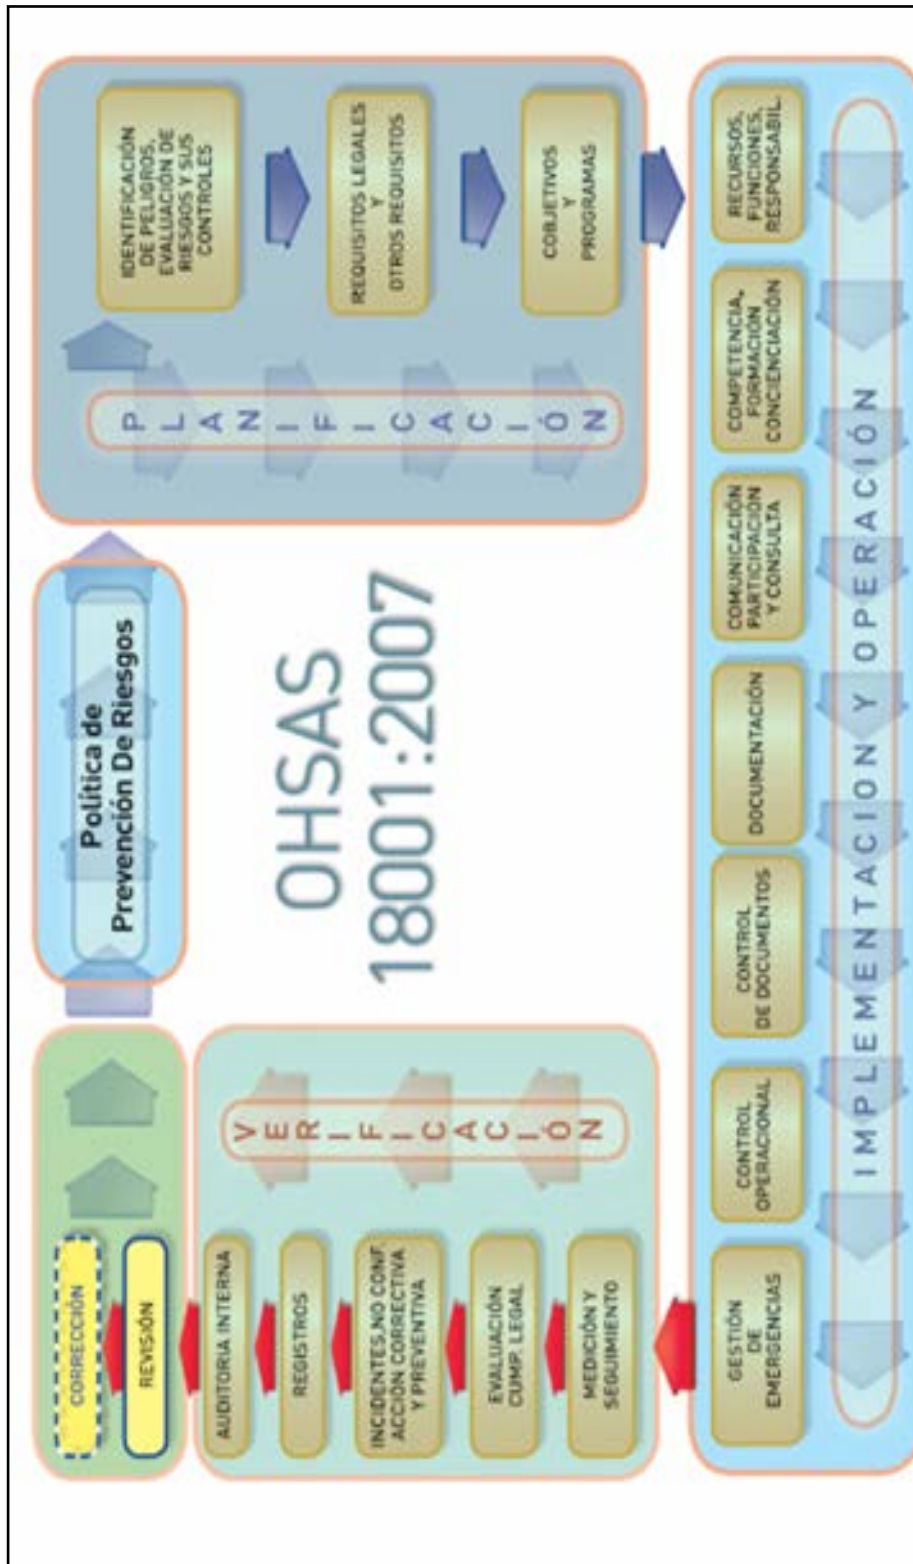 Política de
Prevención De Riesgos
OHSAS
18001:2007
PLANIFICACIÓN
IDENTIFICACIÓN
DE PELIGROS,
EVALUACIÓN DE
RIESGOS Y SUS
CONTROLES
REQUISITOS LEGALES
Y
OTROS REQUISITOS
COBJETIVOS
Y
PROGRAMAS
RECURSOS,
FUNCIONES,
RESPONSABIL.
COMPETENCIA,
FORMACIÓN
CONCIENCIACIÓN
COMUNICACIÓN
PARTICIPACIÓN
Y CONSULTA
DOCUMENTACIÓN
CONTROL
DE DOCUMENTOS
CONTROL
OPERACIONAL
GESTIÓN
DE
EMERGENCIAS
IMPLEMENTACION Y OPERACIÓN
MEDICIÓN Y
SEGUIMIENTO
EVALUACIÓN
CUMP. LEGAL
INCIDENTES,NO CONF.
ACCIÓN CORRECTIVA
Y PREVENTIVA
REGISTROS
AUDITORIA INTERNA
VERIFICACIÓN
REVISIÓN
CORRECCIÓN